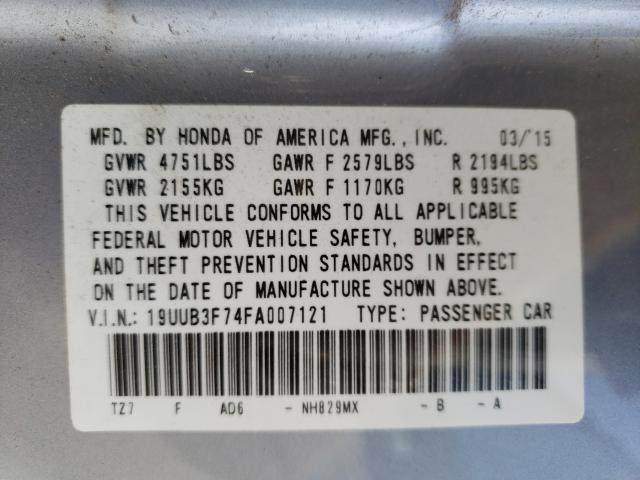 MFD. BY HONDA OF AMERICA MFG., INC. 03/'15
GVWR 4751LBS GAWR F 2579LBS R 2194LBS
GVWR 2155KG GAWR F 1170KG R 995KG
THIS VEHICLE CONFORMS TO ALL APPLICABLE
FEDERAL MOTOR VEHICLE SAFETY, BUMPER,
AND THEFT PREVENTION STANDARDS IN EFFECT
ON THE DATE OF MANUFACTURE SHOWN ABOVE.
V.I.N.: 19UUB3F74FA007121 TYPE: PASSENGER CAR
TZ7 F AD6 - NH829MX - B - A